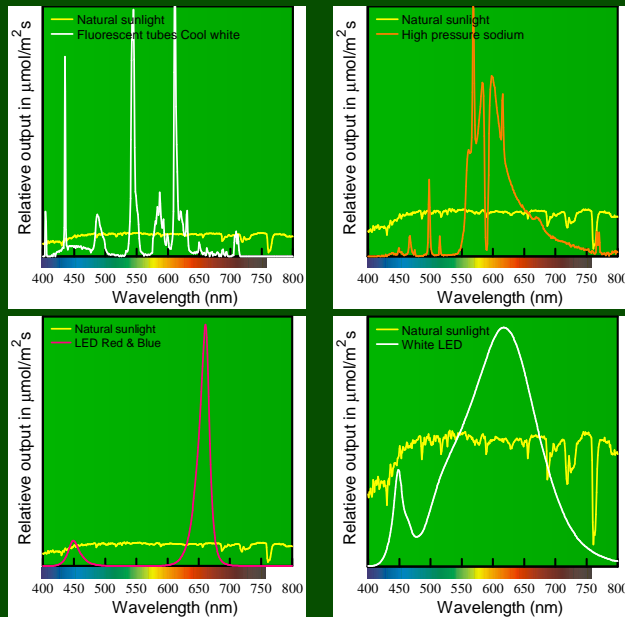 Natural sunlight
Fluorescent tubes Cool white
Relatieve output in µmol/m²s
400 450 500 550 600 650 700 750 800
Wavelength (nm)
Natural sunlight
High pressure sodium
Relatieve output in µmol/m²s
400 450 500 550 600 650 700 750 800
Wavelength (nm)
Natural sunlight
LED Red & Blue
Relatieve output in µmol/m²s
400 450 500 550 600 650 700 750 800
Wavelength (nm)
Natural sunlight
White LED
Relatieve output in µmol/m²s
400 450 500 550 600 650 700 750 800
Wavelength (nm)